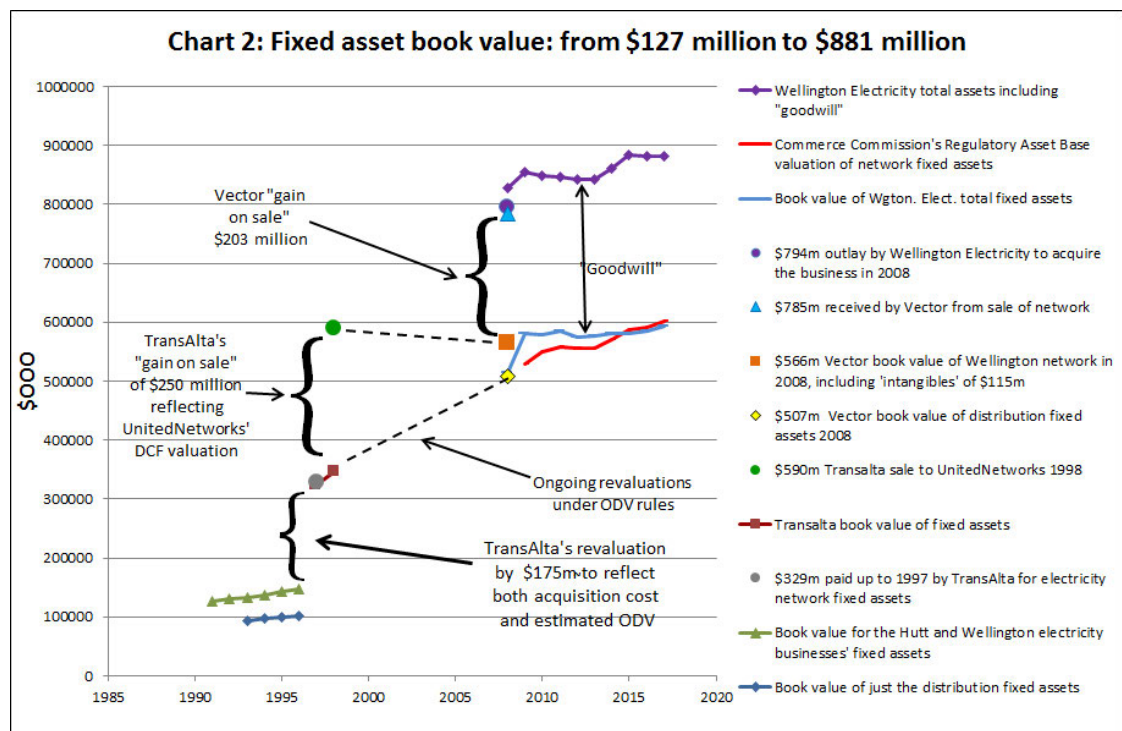 Chart 2: Fixed asset book value: from $127 million to $881 million
$000
1000000
900000
800000
700000
600000
500000
400000
300000
200000
100000
0
1985
1990
1995
2000
2005
2010
2015
2020
Vector "gain
on sale"
$203 million
"Goodwill"
TransAlta's
"gain on sale"
of $250 million
reflecting
UnitedNetworks'
DCF valuation
Ongoing revaluations
under ODV rules
TransAlta's revaluation
by $175m to reflect
both acquisition cost
and estimated ODV
Wellington Electricity total assets including
"goodwill"
Commerce Commission's Regulatory Asset Base
valuation of network fixed assets
Book value of Wgton. Elect. total fixed assets
$794m outlay by Wellington Electricity to acquire
the business in 2008
$785m received by Vector from sale of network
$566m Vector book value of Wellington network in
2008, including 'intangibles' of $115m
$507m Vector book value of distribution fixed
assets 2008
$590m Transalta sale to UnitedNetworks 1998
Transalta book value of fixed assets
$329m paid up to 1997 by TransAlta for electricity
network fixed assets
Book value for the Hutt and Wellington electricity
businesses' fixed assets
Book value of just the distribution fixed assets